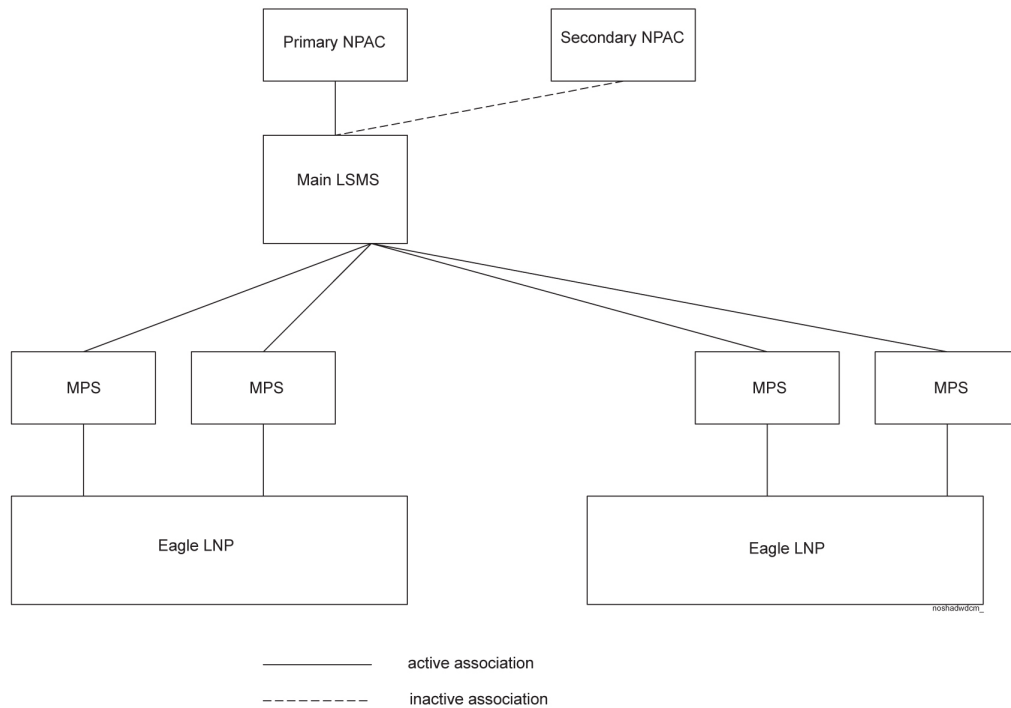 Primary NPAC
Secondary NPAC
Main LSMS
MPS
MPS
MPS
MPS
Eagle LNP
Eagle LNP
noshadwdcm_
active association
inactive association